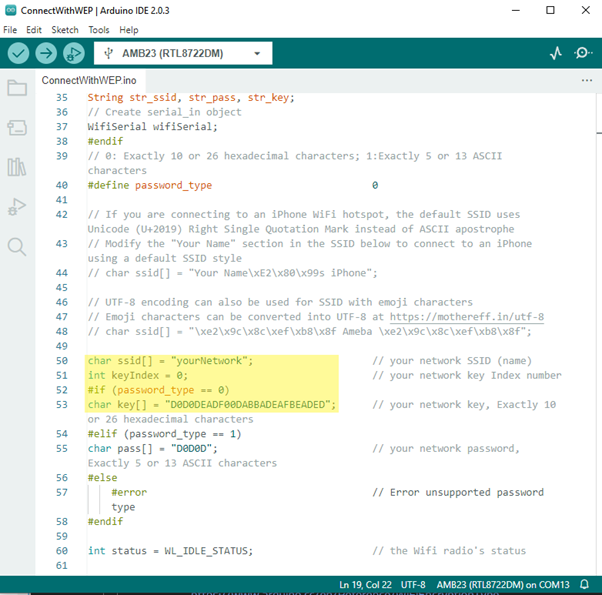 ConnectWithWEP | Arduino IDE 2.0.3
File Edit Sketch Tools Help
AMB23 (RTL8722DM)
ConnectWithWEP.ino
35 String str_ssid, str_pass, str_key;
36 // Create serial_in object
37 WifiSerial wifiSerial;
38 #endif
39 // 0: Exactly 10 or 26 hexadecimal characters; 1:Exactly 5 or 13 ASCII
characters
40 #define password_type 0
41
42 // If you are connecting to an iPhone WiFi hotspot, the default SSID uses
Unicode (U+2019) Right Single Quotation Mark instead of ASCII apostrophe
43 // Modify the "Your Name" section in the SSID below to connect to an iPhone
using a default SSID style
44 // char ssid[] = "Your Name\xE2\x80\x99s iPhone";
45
46 // UTF-8 encoding can also be used for SSID with emoji characters
47 // Emoji characters can be converted into UTF-8 at https://mothereff.in/utf-8
48 // char ssid[] = "\xe2\x9c\x8c\xef\xb8\x8f Ameba \xe2\x9c\x8c\xef\xb8\x8f";
49
50 char ssid[] = "yourNetwork"; // your network SSID (name)
51 int keyIndex = 0; // your network key Index number
52 #if (password_type == 0)
53 char key[] = "D0D0DEADF00DABBADEAFBEADED"; // your network key, Exactly 10
or 26 hexadecimal characters
54 #elif (password_type == 1)
55 char pass[] = "D0D0D"; // your network password,
Exactly 5 or 13 ASCII characters
56 #else
57 #error // Error unsupported password
type
58 #endif
59
60 int status = WL_IDLE_STATUS; // the Wifi radio's status
61
Ln 19, Col 22 UTF-8 AMB23 (RTL8722DM) on COM13